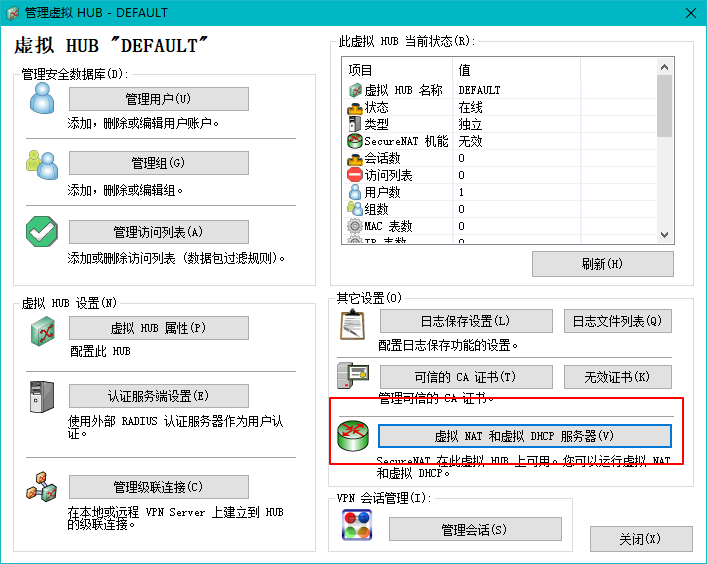 管理虚拟 HUB - DEFAULT
虚拟 HUB "DEFAULT"
管理安全数据库(D):
管理用户(U)
添加, 删除或编辑用户账户。
管理组(G)
添加, 删除或编辑组。
管理访问列表(A)
添加或删除访问列表 (数据包过滤规则)。
虚拟 HUB 设置(N)
虚拟 HUB 属性(P)
配置此 HUB
认证服务端设置(E)
使用外部 RADIUS 认证服务器作为用户认
证。
管理级联连接(C)
在本地或远程 VPN Server 上建立到 HUB
的级联连接。
此虚拟 HUB 当前状态(R):
项目 值
虚拟 HUB 名称 DEFAULT
状态 在线
类型 独立
SecureNAT 机能 无效
会话数 0
访问列表 0
用户数 1
组数 0
MAC 表数 0
IP 表数 0
刷新(H)
其它设置(O)
日志保存设置(L) 日志文件列表(Q)
配置日志保存功能的设置。
可信的 CA 证书(T) 无效证书(K)
管理可信的 CA 证书。
虚拟 NAT 和虚拟 DHCP 服务器(V)
SecureNAT 在此虚拟 HUB 上可用。您可以运行虚拟 NAT
和虚拟 DHCP。
VPN 会话管理(I):
管理会话(S)
关闭(X)